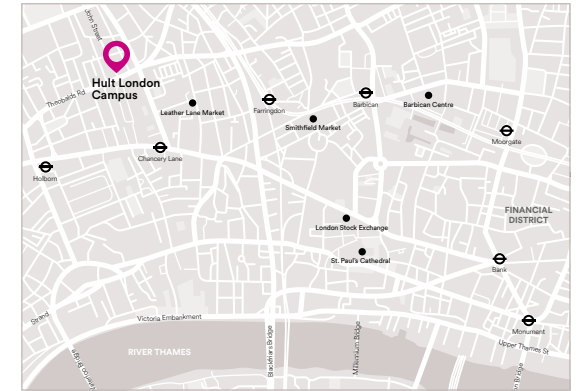 John Street
Hult London
Campus
Theobalds Rd
Leather Lane Market
Farringdon
Smithfield Market
Barbican
Barbican Centre
Moorgate
Chancery Lane
Holborn
FINANCIAL
DISTRICT
London Stock Exchange
St. Paul's Cathedral
Bank
Monument
Strand
Victoria Embankment
Upper Thames St
RIVER THAMES
Blackfriars Bridge
Millennium Bridge
Bridge
Bridge